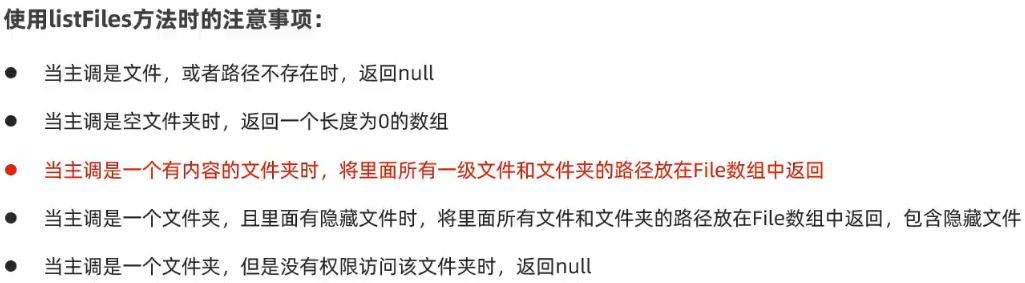 使用listFiles方法时的注意事项：
● 当主调是文件，或者路径不存在时，返回null
● 当主调是空文件夹时，返回一个长度为0的数组
● 当主调是一个有内容的文件夹时，将里面所有一级文件和文件夹的路径放在File数组中返回
● 当主调是一个文件夹，且里面有隐藏文件时，将里面所有文件和文件夹的路径放在File数组中返回，包含隐藏文件
● 当主调是一个文件夹，但是没有权限访问该文件夹时，返回null